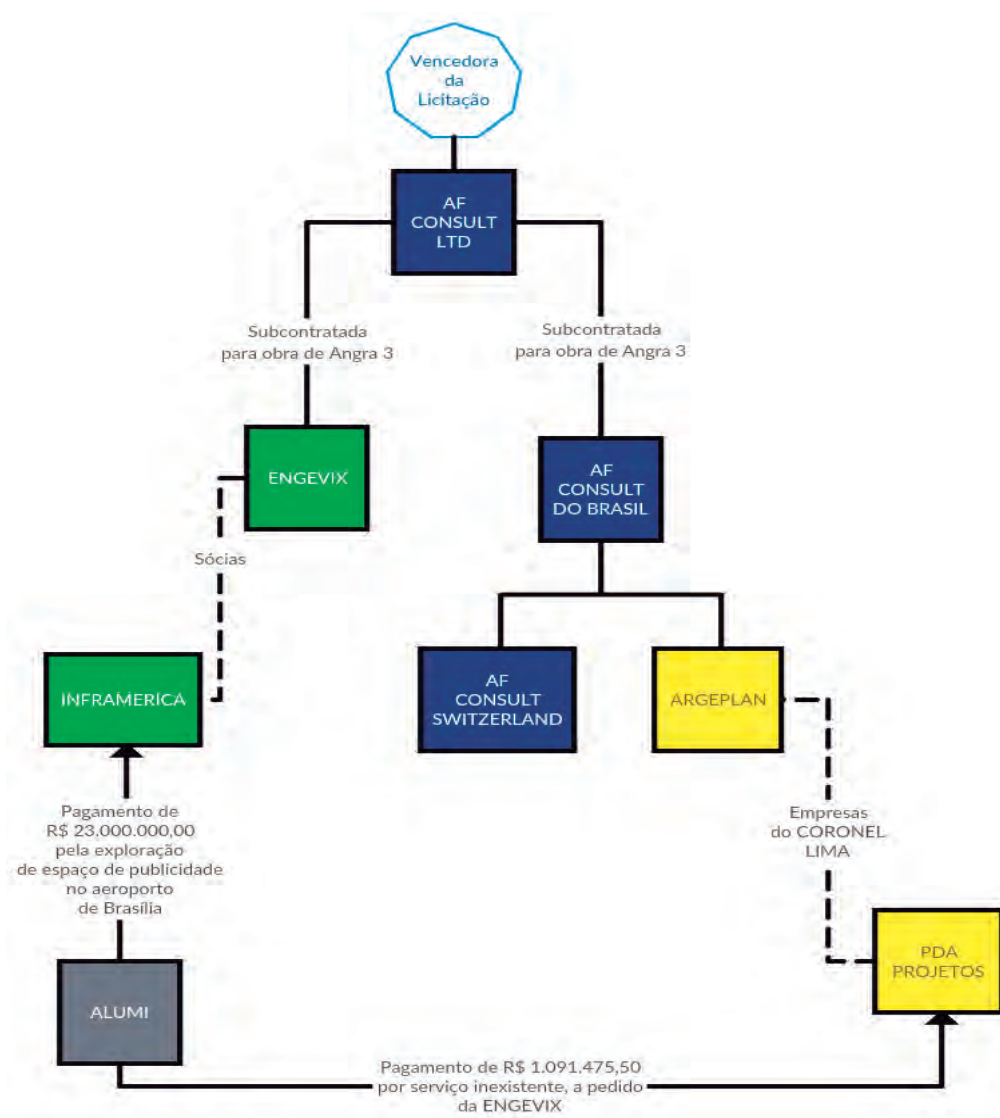 Vencedora
da
Licitação
AF
CONSULT
LTD
Subcontratada
para obra de Angra 3
Subcontratada
para obra de Angra 3
ENGEVIX
AF
CONSULT
DO BRASIL
Sócias
INFRAMERICA
AF
CONSULT
SWITZERLAND
ARGEPLAN
Pagamento de
R$ 23.000.000,00
pela exploração
de espaço de publicidade
no aeroporto
de Brasília
Empresas
do CORONEL
LIMA
ALUMI
PDA
PROJETOS
Pagamento de R$ 1.091.475,50
por serviço inexistente, a pedido
da ENGEVIX